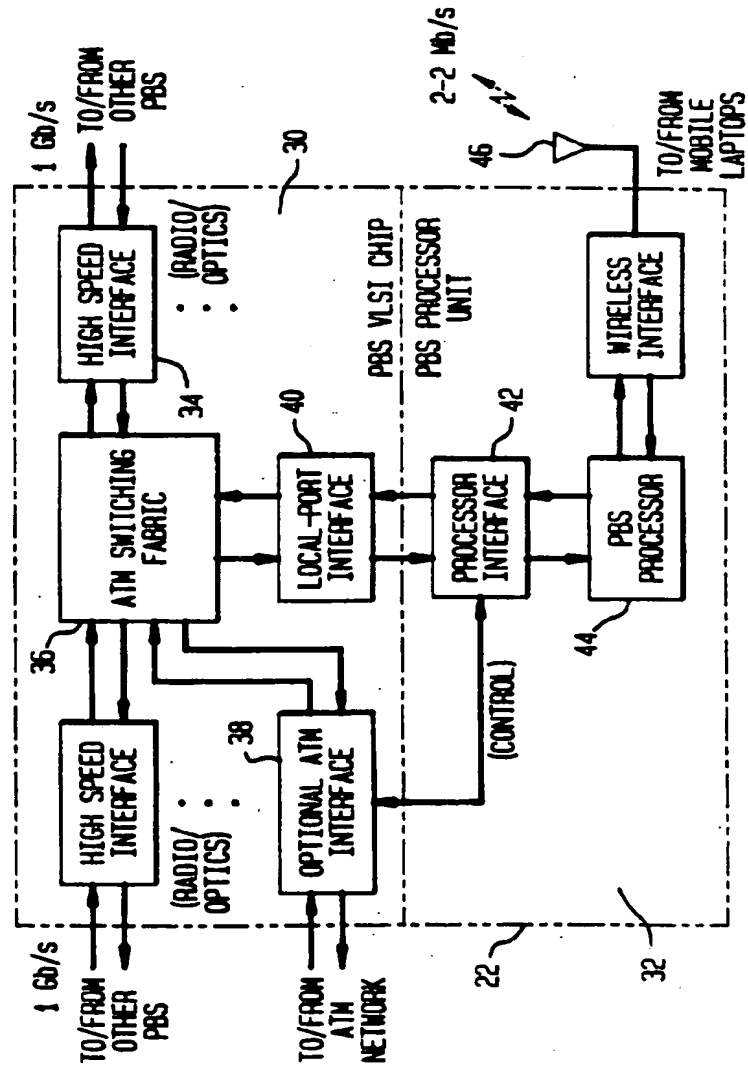 1 Gb/s
TO/FROM
OTHER
PBS
HIGH SPEED
INTERFACE
(RADIO/
OPTICS)
36
ATM SWITCHING
FABRIC
34
HIGH SPEED
INTERFACE
(RADIO/
OPTICS)
1 Gb/s
TO/FROM
OTHER
PBS
30
TO/FROM
ATM
NETWORK
38
OPTIONAL ATM
INTERFACE
40
LOCAL-PORT
INTERFACE
PBS VLSI CHIP
PBS PROCESSOR
UNIT
(CONTROL)
42
PROCESSOR
INTERFACE
44
PBS
PROCESSOR
WIRELESS
INTERFACE
46
2-2 Mb/s
TO/FROM
MOBILE
LAPTOPS
22
32